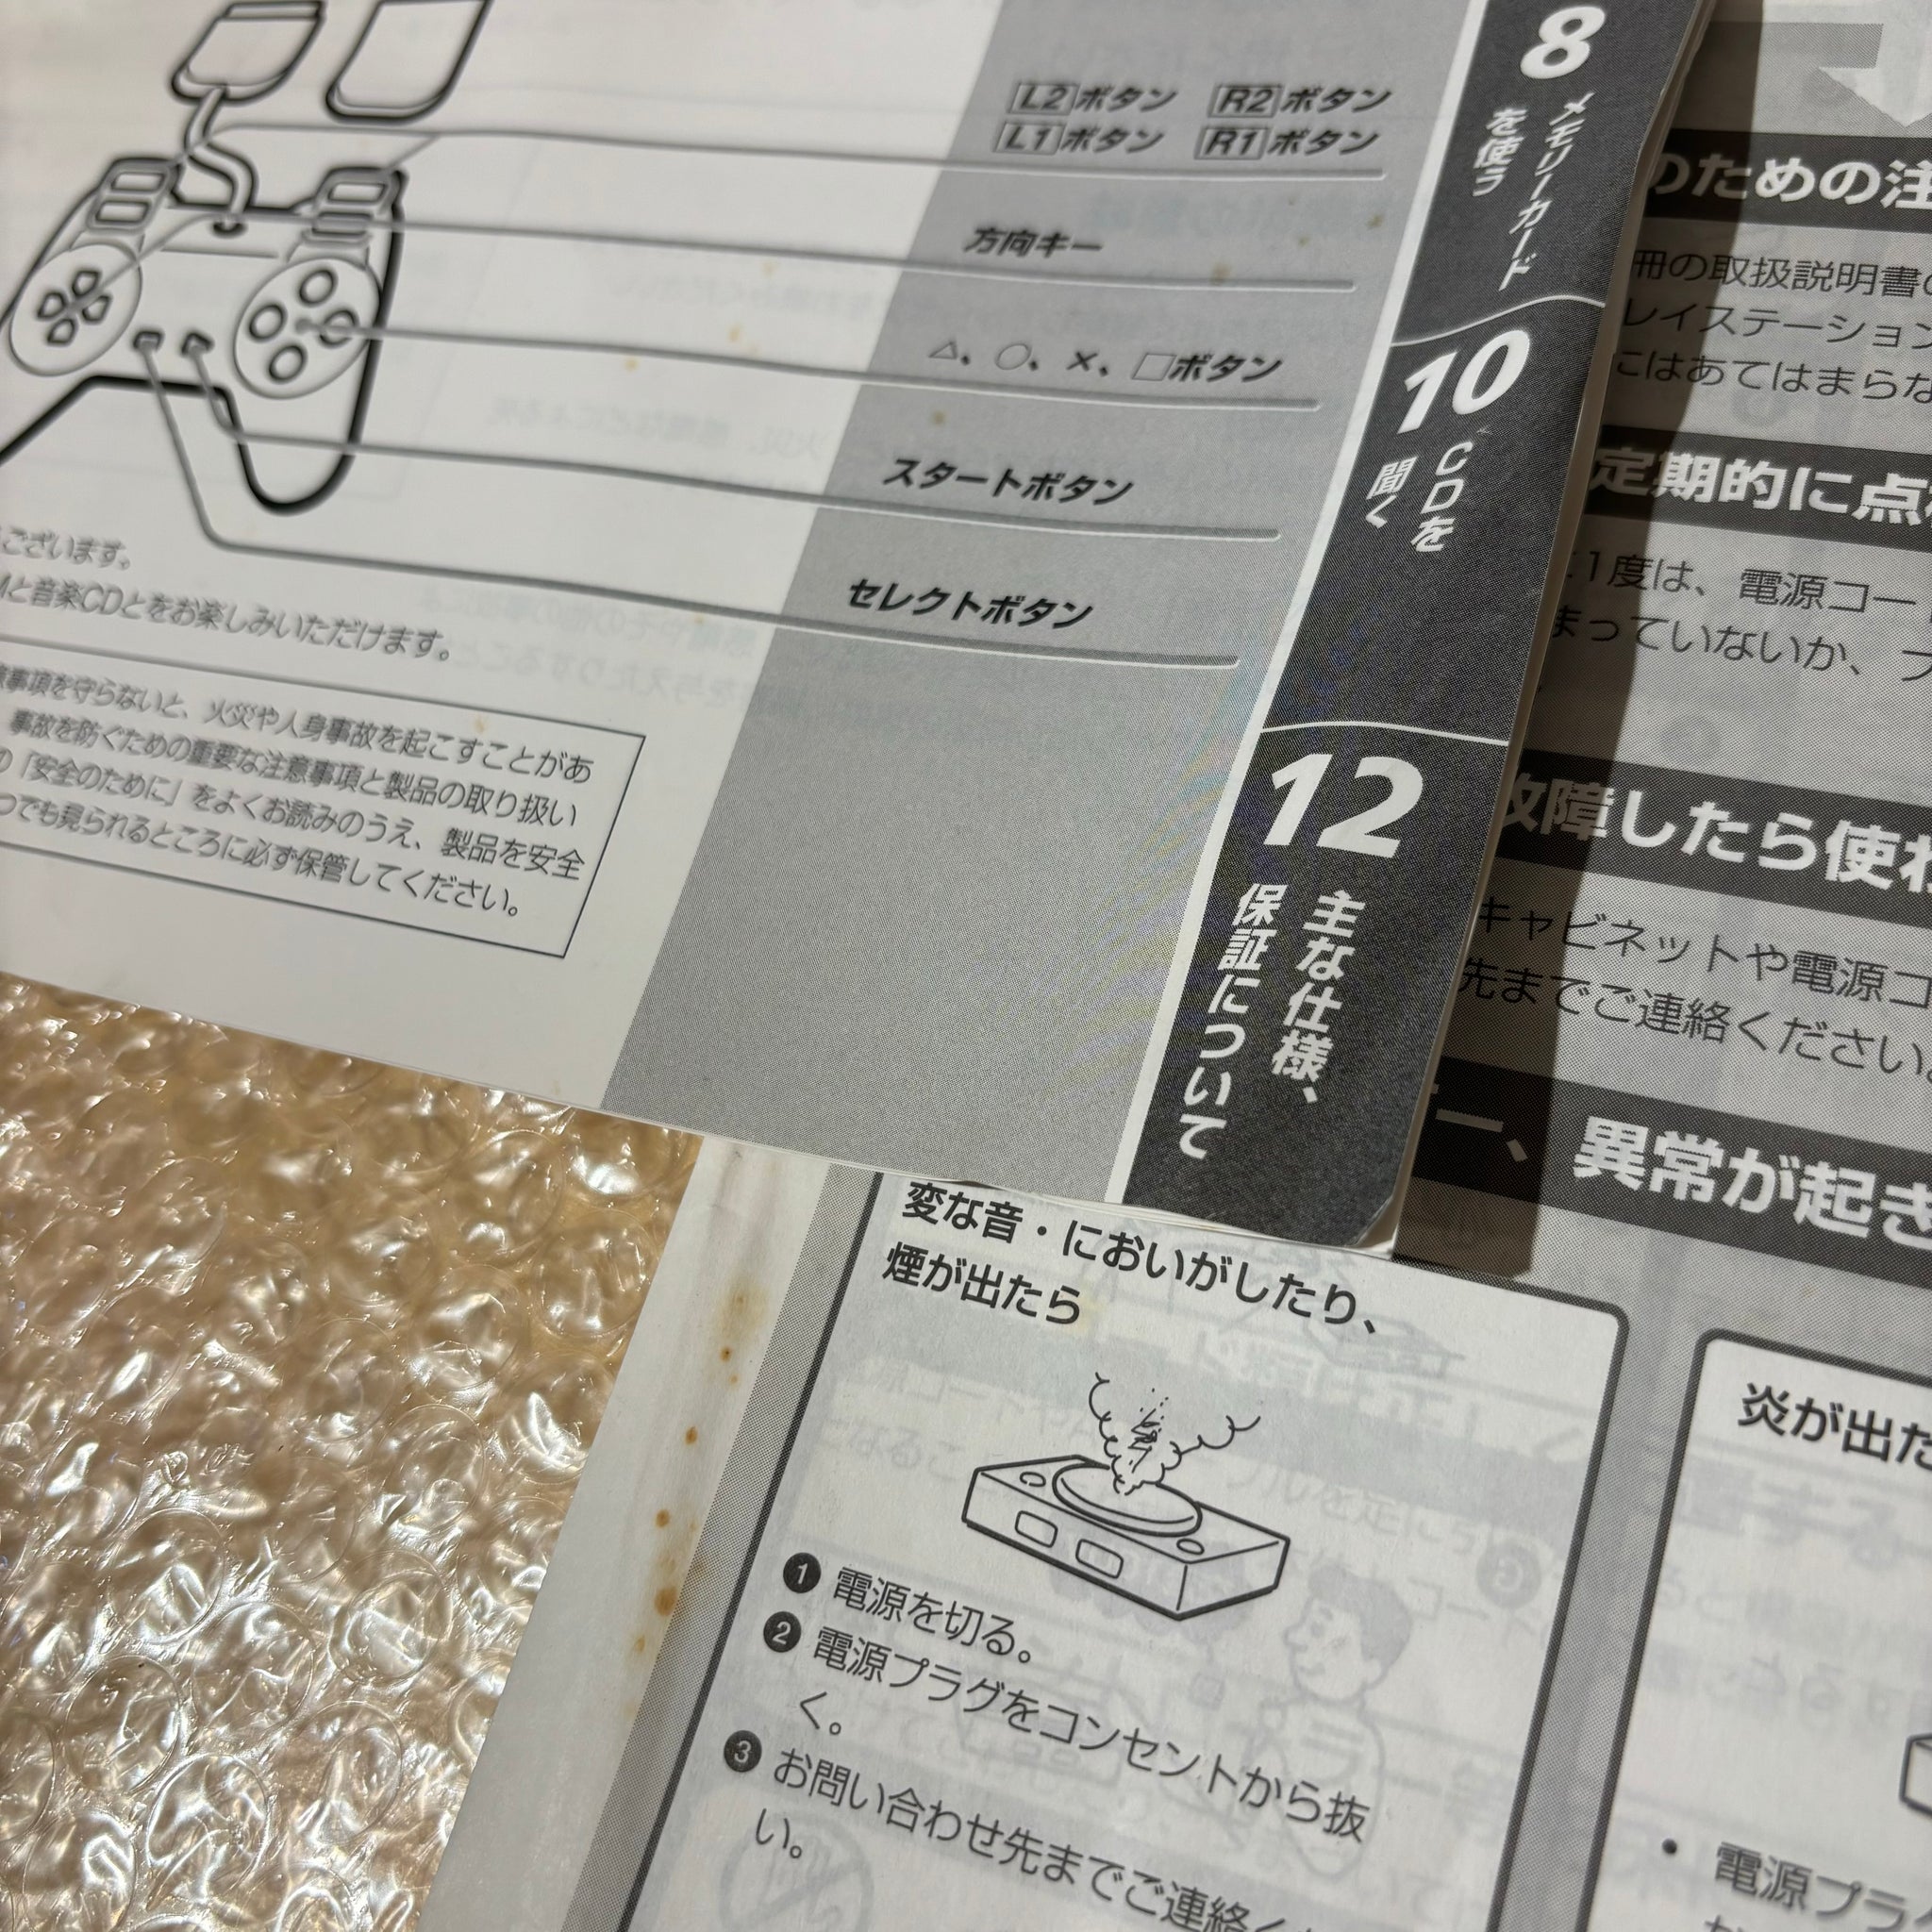 L2ボタン R2ボタン
L1ボタン R1ボタン
方向キー
△、○、×、□ボタン
スタートボタン
セレクトボタン
ございます。
と音楽CDとをお楽しみいただけます。
事項を守らないと、火災や人身事故を起こすことがあ
事故を防ぐための重要な注意事項と製品の取り扱い
「安全のために」をよくお読みのうえ、製品を安全
でも見られるところに必ず保管してください。
8
メモリーカード
を使う
10
CDを
聞く
12
主な仕様、
保証について
のための注
冊の取扱説明書の
レイステーション
にはあてはまらな
定期的に点
1度は、電源コー
まっていないか、プ
故障したら使わ
キャビネットや電源コ
先までご連絡ください。
ー、異常が起き
変な音・においがしたり、
煙が出たら
❶ 電源を切る。
❷ 電源プラグをコンセントから抜
く。
❸ お問い合わせ先までご連絡く
い。
炎が出た
• 電源プラ